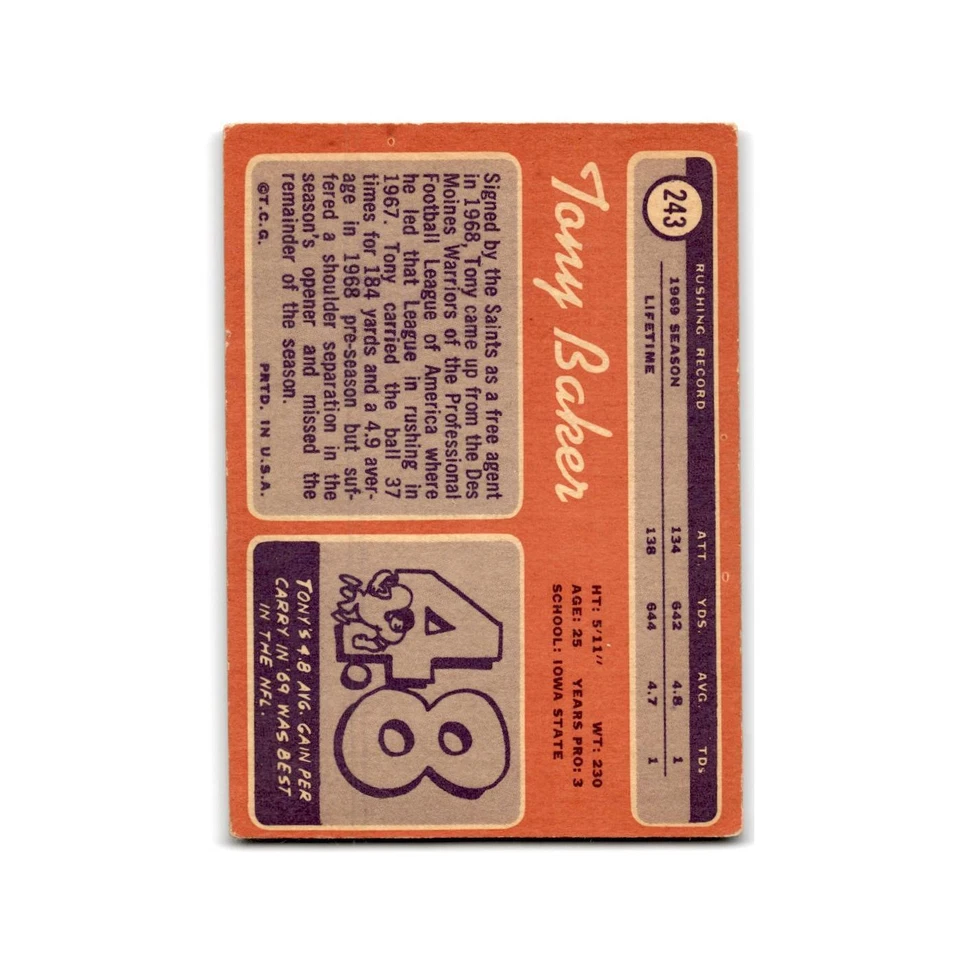 243
RUSHING RECORD ATT. YDS. AVG. TDs
1969 SEASON 134 642 4.8 1
LIFETIME 138 644 4.7 1
Tony Baker
HT: 5'11" WT: 230
AGE: 25 YEARS PRO: 3
SCHOOL: IOWA STATE
Signed by the Saints as a free agent
in 1968, Tony came up from the Des
Moines Warriors of the Professional
Football League of America where
he led that League in rushing in
1967. Tony carried the ball 37
times for 184 yards and a 4.9 aver-
age in 1968 pre-season but suf-
fered a shoulder separation in the
season's opener and missed the
remainder of the season.
©T.C.G. PRTD. IN U.S.A.
4.8
TONY'S 4.8 AVG. GAIN PER
CARRY IN '69 WAS BEST
IN THE NFL.